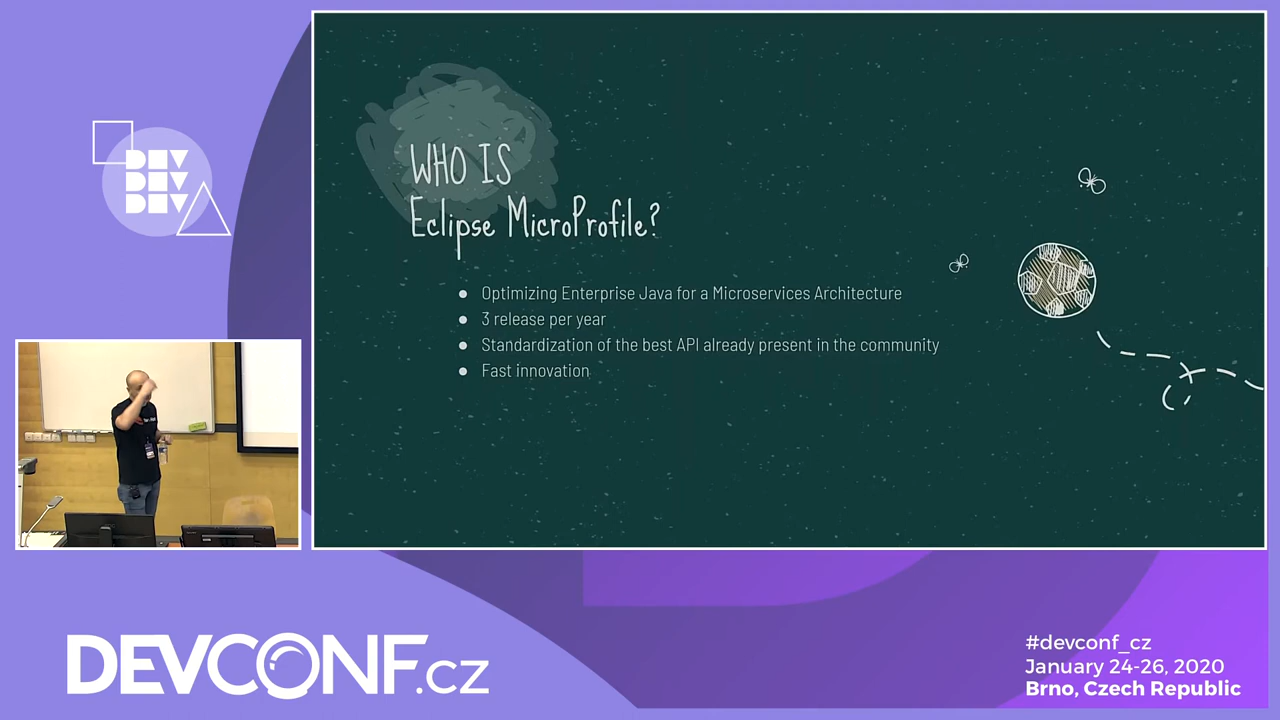 DEV
DEV
DEV
WHO IS
Eclipse MicroProfile?
● Optimizing Enterprise Java for a Microservices Architecture
● 3 release per year
● Standardization of the best API already present in the community
● Fast innovation
DEVCONF.cz
#devconf_cz
January 24-26, 2020
Brno, Czech Republic